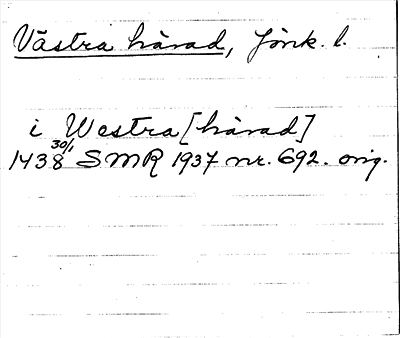 Västra härad, Jönk. l.
i Westra [härad]
1438 30/1 SMR 1937 nr. 692. orig.